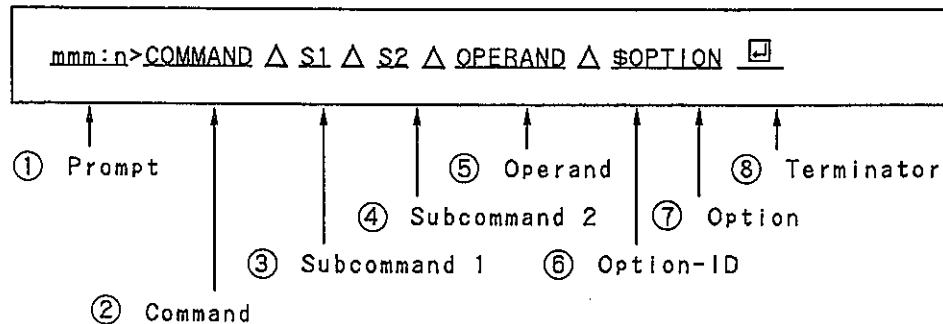 mmm:n>COMMAND △ S1 △ S2 △ OPERAND △ $OPTION ↵
① Prompt
⑤ Operand
⑧ Terminator
④ Subcommand 2
⑦ Option
③ Subcommand 1
⑥ Option-ID
② Command